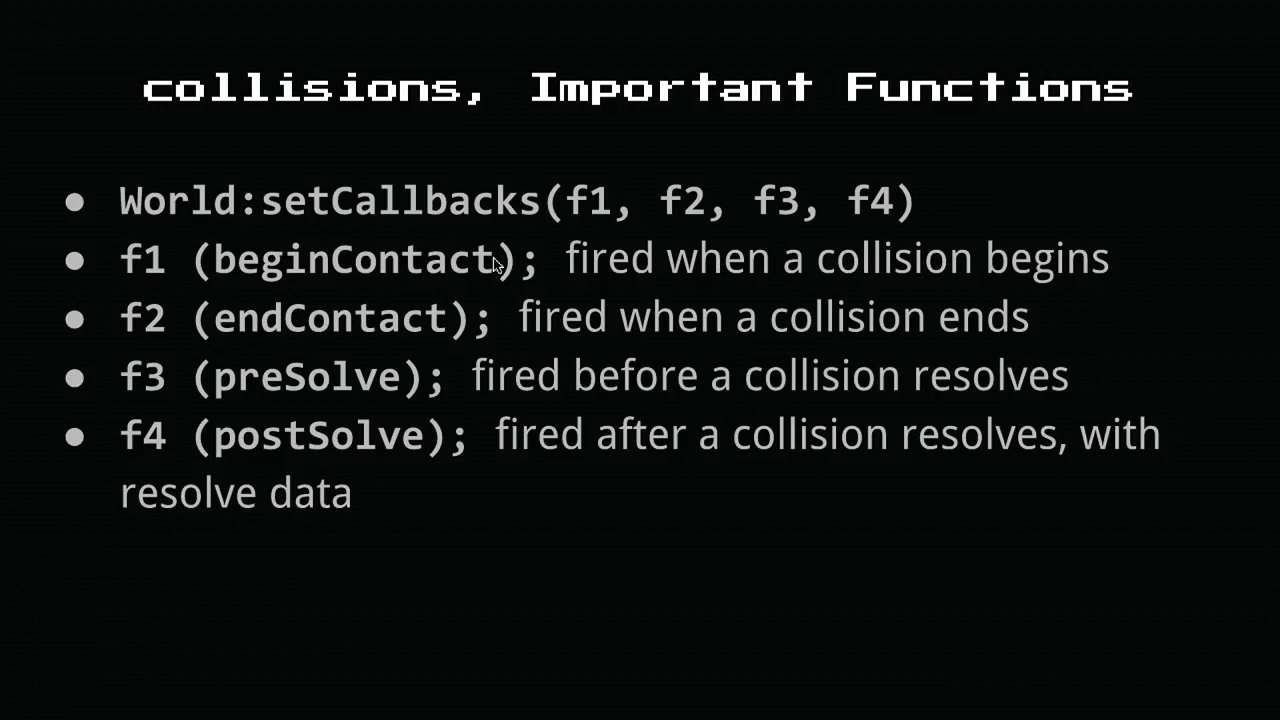 collisions, Important Functions
● World:setCallbacks(f1, f2, f3, f4)
● f1 (beginContact); fired when a collision begins
● f2 (endContact); fired when a collision ends
● f3 (preSolve); fired before a collision resolves
● f4 (postSolve); fired after a collision resolves, with
resolve data